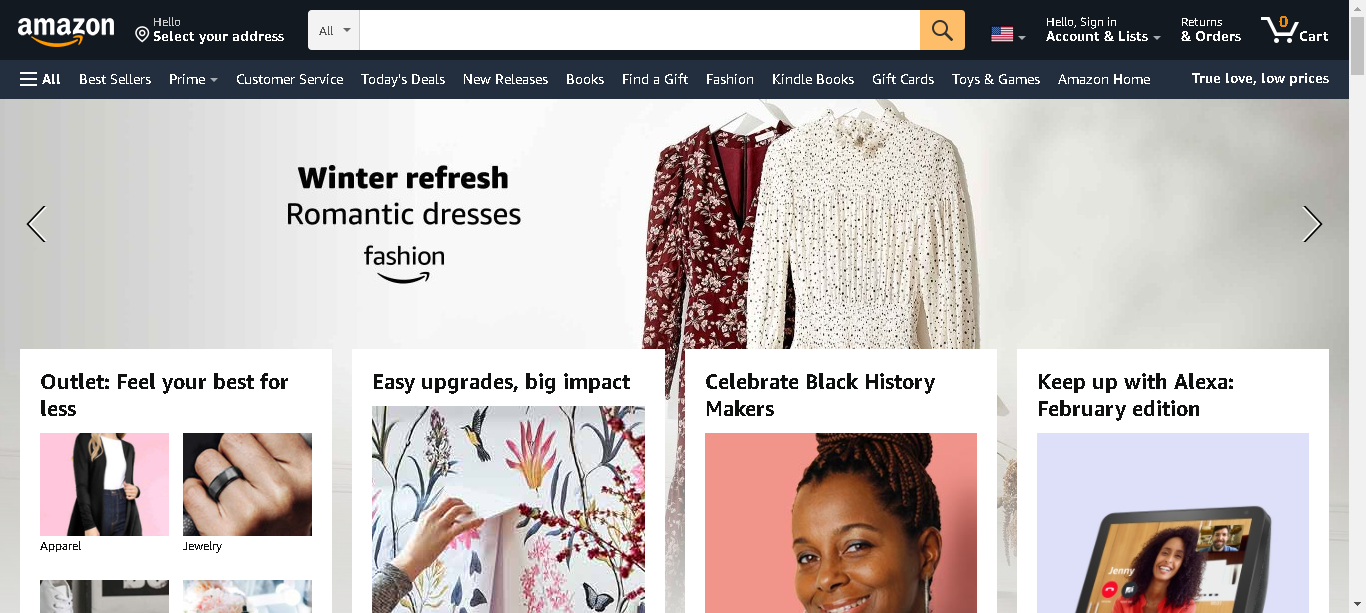 amazon
Hello
Select your address
All
Hello, Sign in
Account & Lists
Returns
& Orders
0
Cart
All
Best Sellers
Prime
Customer Service
Today's Deals
New Releases
Books
Find a Gift
Fashion
Kindle Books
Gift Cards
Toys & Games
Amazon Home
True love, low prices
Winter refresh
Romantic dresses
fashion
Outlet: Feel your best for
less
Apparel
Jewelry
Easy upgrades, big impact
Celebrate Black History
Makers
Keep up with Alexa:
February edition
Jenny